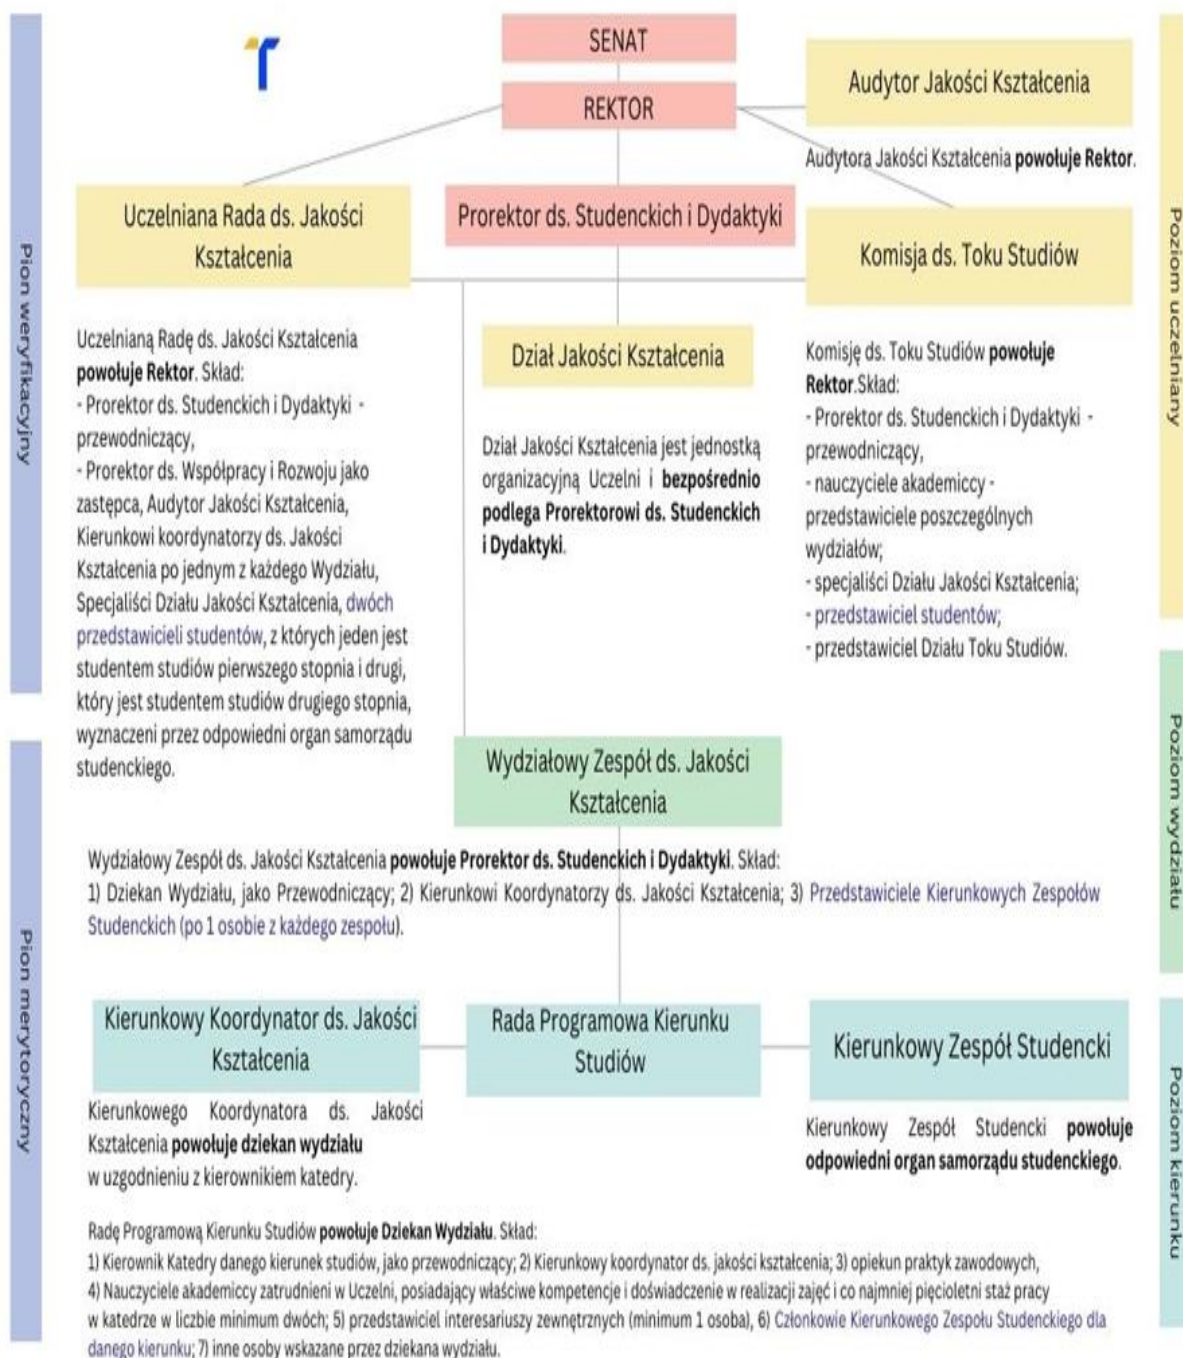 SENAT
REKTOR
Audytor Jakości Kształcenia
Audytora Jakości Kształcenia powołuje Rektor.
Uczelniana Rada ds. Jakości
Kształcenia
Prorektor ds. Studenckich i Dydaktyki
Komisja ds. Toku Studiów
Pion weryfikacyjny
Poziom uczelniany
Uczelnianą Radę ds. Jakości Kształcenia
powołuje Rektor. Skład:
- Prorektor ds. Studenckich i Dydaktyki -
przewodniczący,
- Prorektor ds. Współpracy i Rozwoju jako
zastępca, Audytor Jakości Kształcenia,
Kierunkowi koordynatorzy ds. Jakości
Kształcenia po jednym z każdego Wydziału,
Specjaliści Działu Jakości Kształcenia, dwóch
przedstawicieli studentów, z których jeden jest
studentem studiów pierwszego stopnia i drugi,
który jest studentem studiów drugiego stopnia,
wyznaczeni przez odpowiedni organ samorządu
studenckiego.
Dział Jakości Kształcenia
Dział Jakości Kształcenia jest jednostką
organizacyjną Uczelni i bezpośrednio
podlega Prorektorowi ds. Studenckich
i Dydaktyki.
Komisję ds. Toku Studiów powołuje
Rektor.Skład:
- Prorektor ds. Studenckich i Dydaktyki -
przewodniczący,
- nauczyciele akademiccy -
przedstawiciele poszczególnych
wydziałów;
- specjaliści Działu Jakości Kształcenia;
- przedstawiciel studentów;
- przedstawiciel Działu Toku Studiów.
Wydziałowy Zespół ds. Jakości
Kształcenia
Poziom wydziału
Wydziałowy Zespół ds. Jakości Kształcenia powołuje Prorektor ds. Studenckich i Dydaktyki. Skład:
1) Dziekan Wydziału, jako Przewodniczący; 2) Kierunkowi Koordynatorzy ds. Jakości Kształcenia; 3) Przedstawiciele Kierunkowych Zespołów
Studenckich (po 1 osobie z każdego zespołu).
Pion merytoryczny
Kierunkowy Koordynator ds. Jakości
Kształcenia
Rada Programowa Kierunku
Studiów
Kierunkowy Zespół Studencki
Poziom kierunku
Kierunkowego Koordynatora ds. Jakości
Kształcenia powołuje dziekan wydziału
w uzgodnieniu z kierownikiem katedry.
Kierunkowy Zespół Studencki powołuje
odpowiedni organ samorządu studenckiego.
Radę Programową Kierunku Studiów powołuje Dziekan Wydziału. Skład:
1) Kierownik Katedry danego kierunek studiów, jako przewodniczący; 2) Kierunkowy koordynator ds. jakości kształcenia; 3) opiekun praktyk zawodowych,
4) Nauczyciele akademiccy zatrudnieni w Uczelni, posiadający właściwe kompetencje i doświadczenie w realizacji zajęć i co najmniej pięcioletni staż pracy
w katedrze w liczbie minimum dwóch; 5) przedstawiciel interesariuszy zewnętrznych (minimum 1 osoba), 6) Członkowie Kierunkowego Zespołu Studenckiego dla
danego kierunku; 7) inne osoby wskazane przez dziekana wydziału.